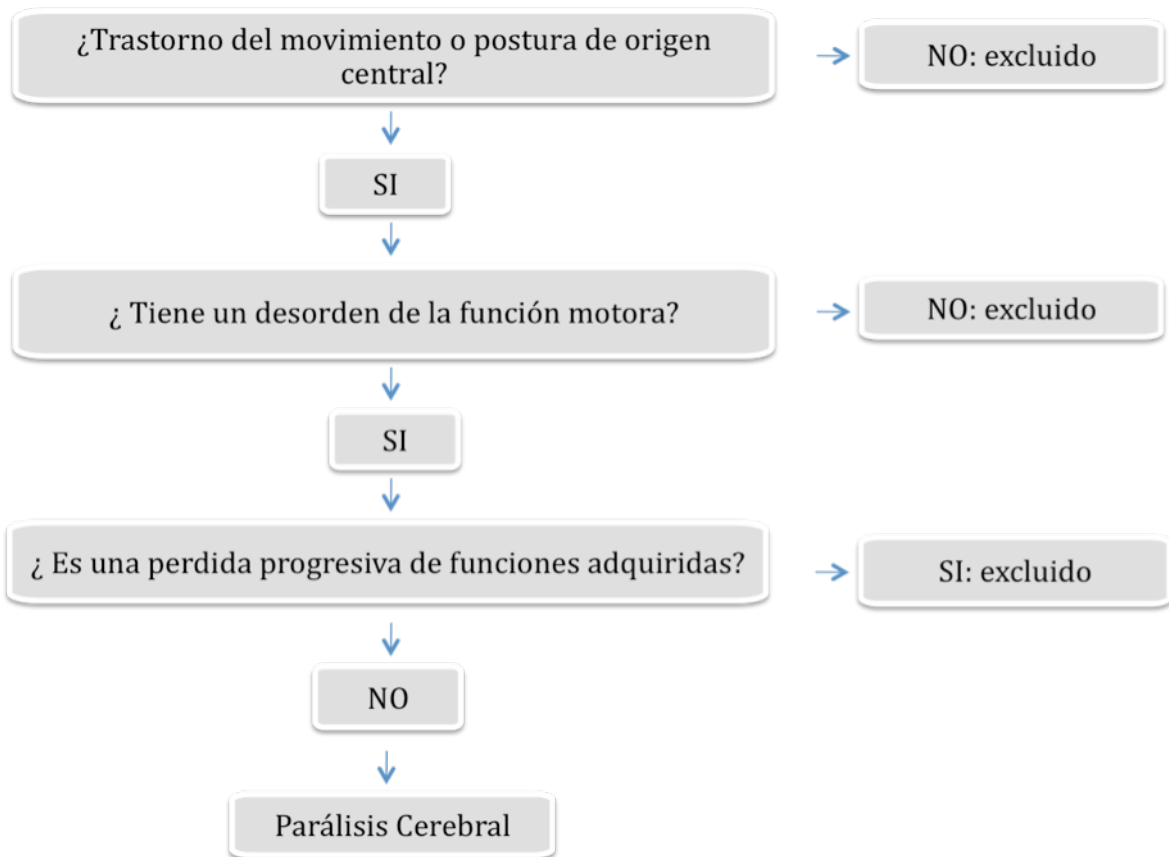 ¿Trastorno del movimiento o postura de origen
central?
NO: excluido
SI
¿ Tiene un desorden de la función motora?
NO: excluido
SI
¿ Es una perdida progresiva de funciones adquiridas?
SI: excluido
NO
Parálisis Cerebral